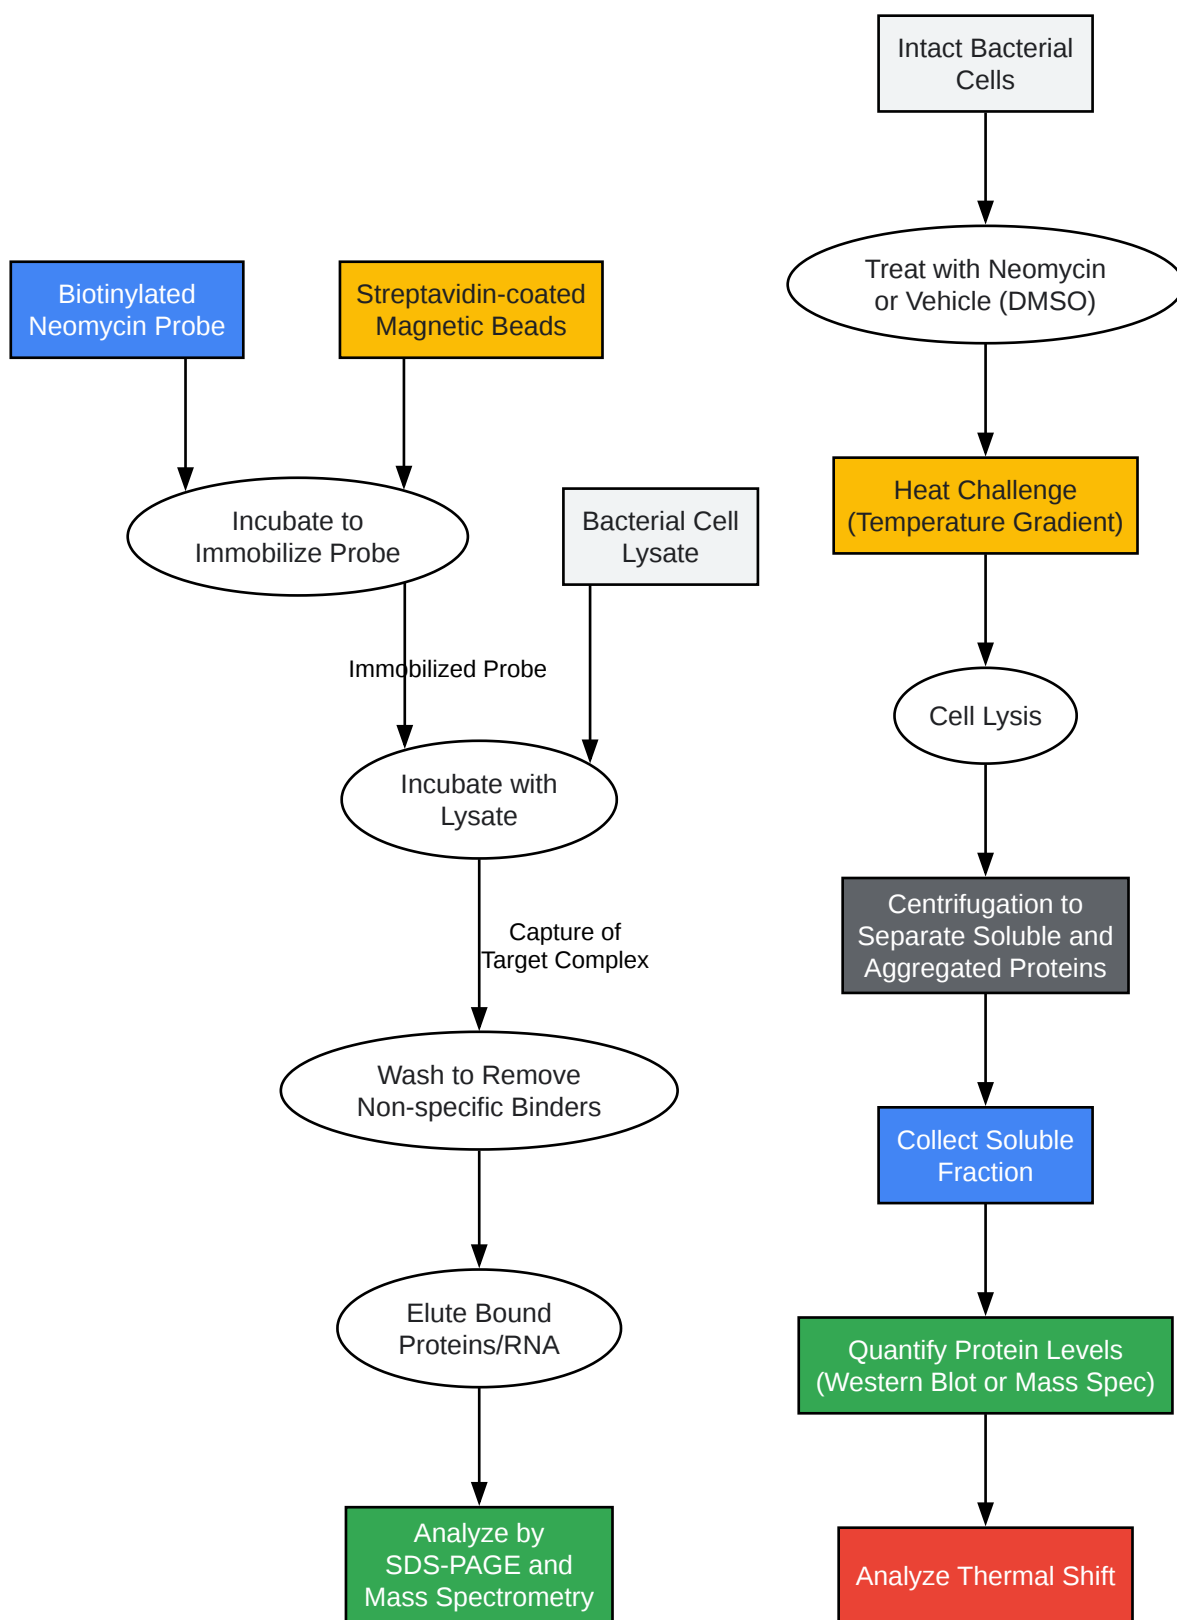 Biotinylated
Neomycin Probe
Streptavidin-coated
Magnetic Beads
Incubate to
Immobilize Probe
Bacterial Cell
Lysate
Immobilized Probe
Incubate with
Lysate
Capture of
Target Complex
Wash to Remove
Non-specific Binders
Elute Bound
Proteins/RNA
Analyze by
SDS-PAGE and
Mass Spectrometry
Intact Bacterial
Cells
Treat with Neomycin
or Vehicle (DMSO)
Heat Challenge
(Temperature Gradient)
Cell Lysis
Centrifugation to
Separate Soluble and
Aggregated Proteins
Collect Soluble
Fraction
Quantify Protein Levels
(Western Blot or Mass Spec)
Analyze Thermal Shift